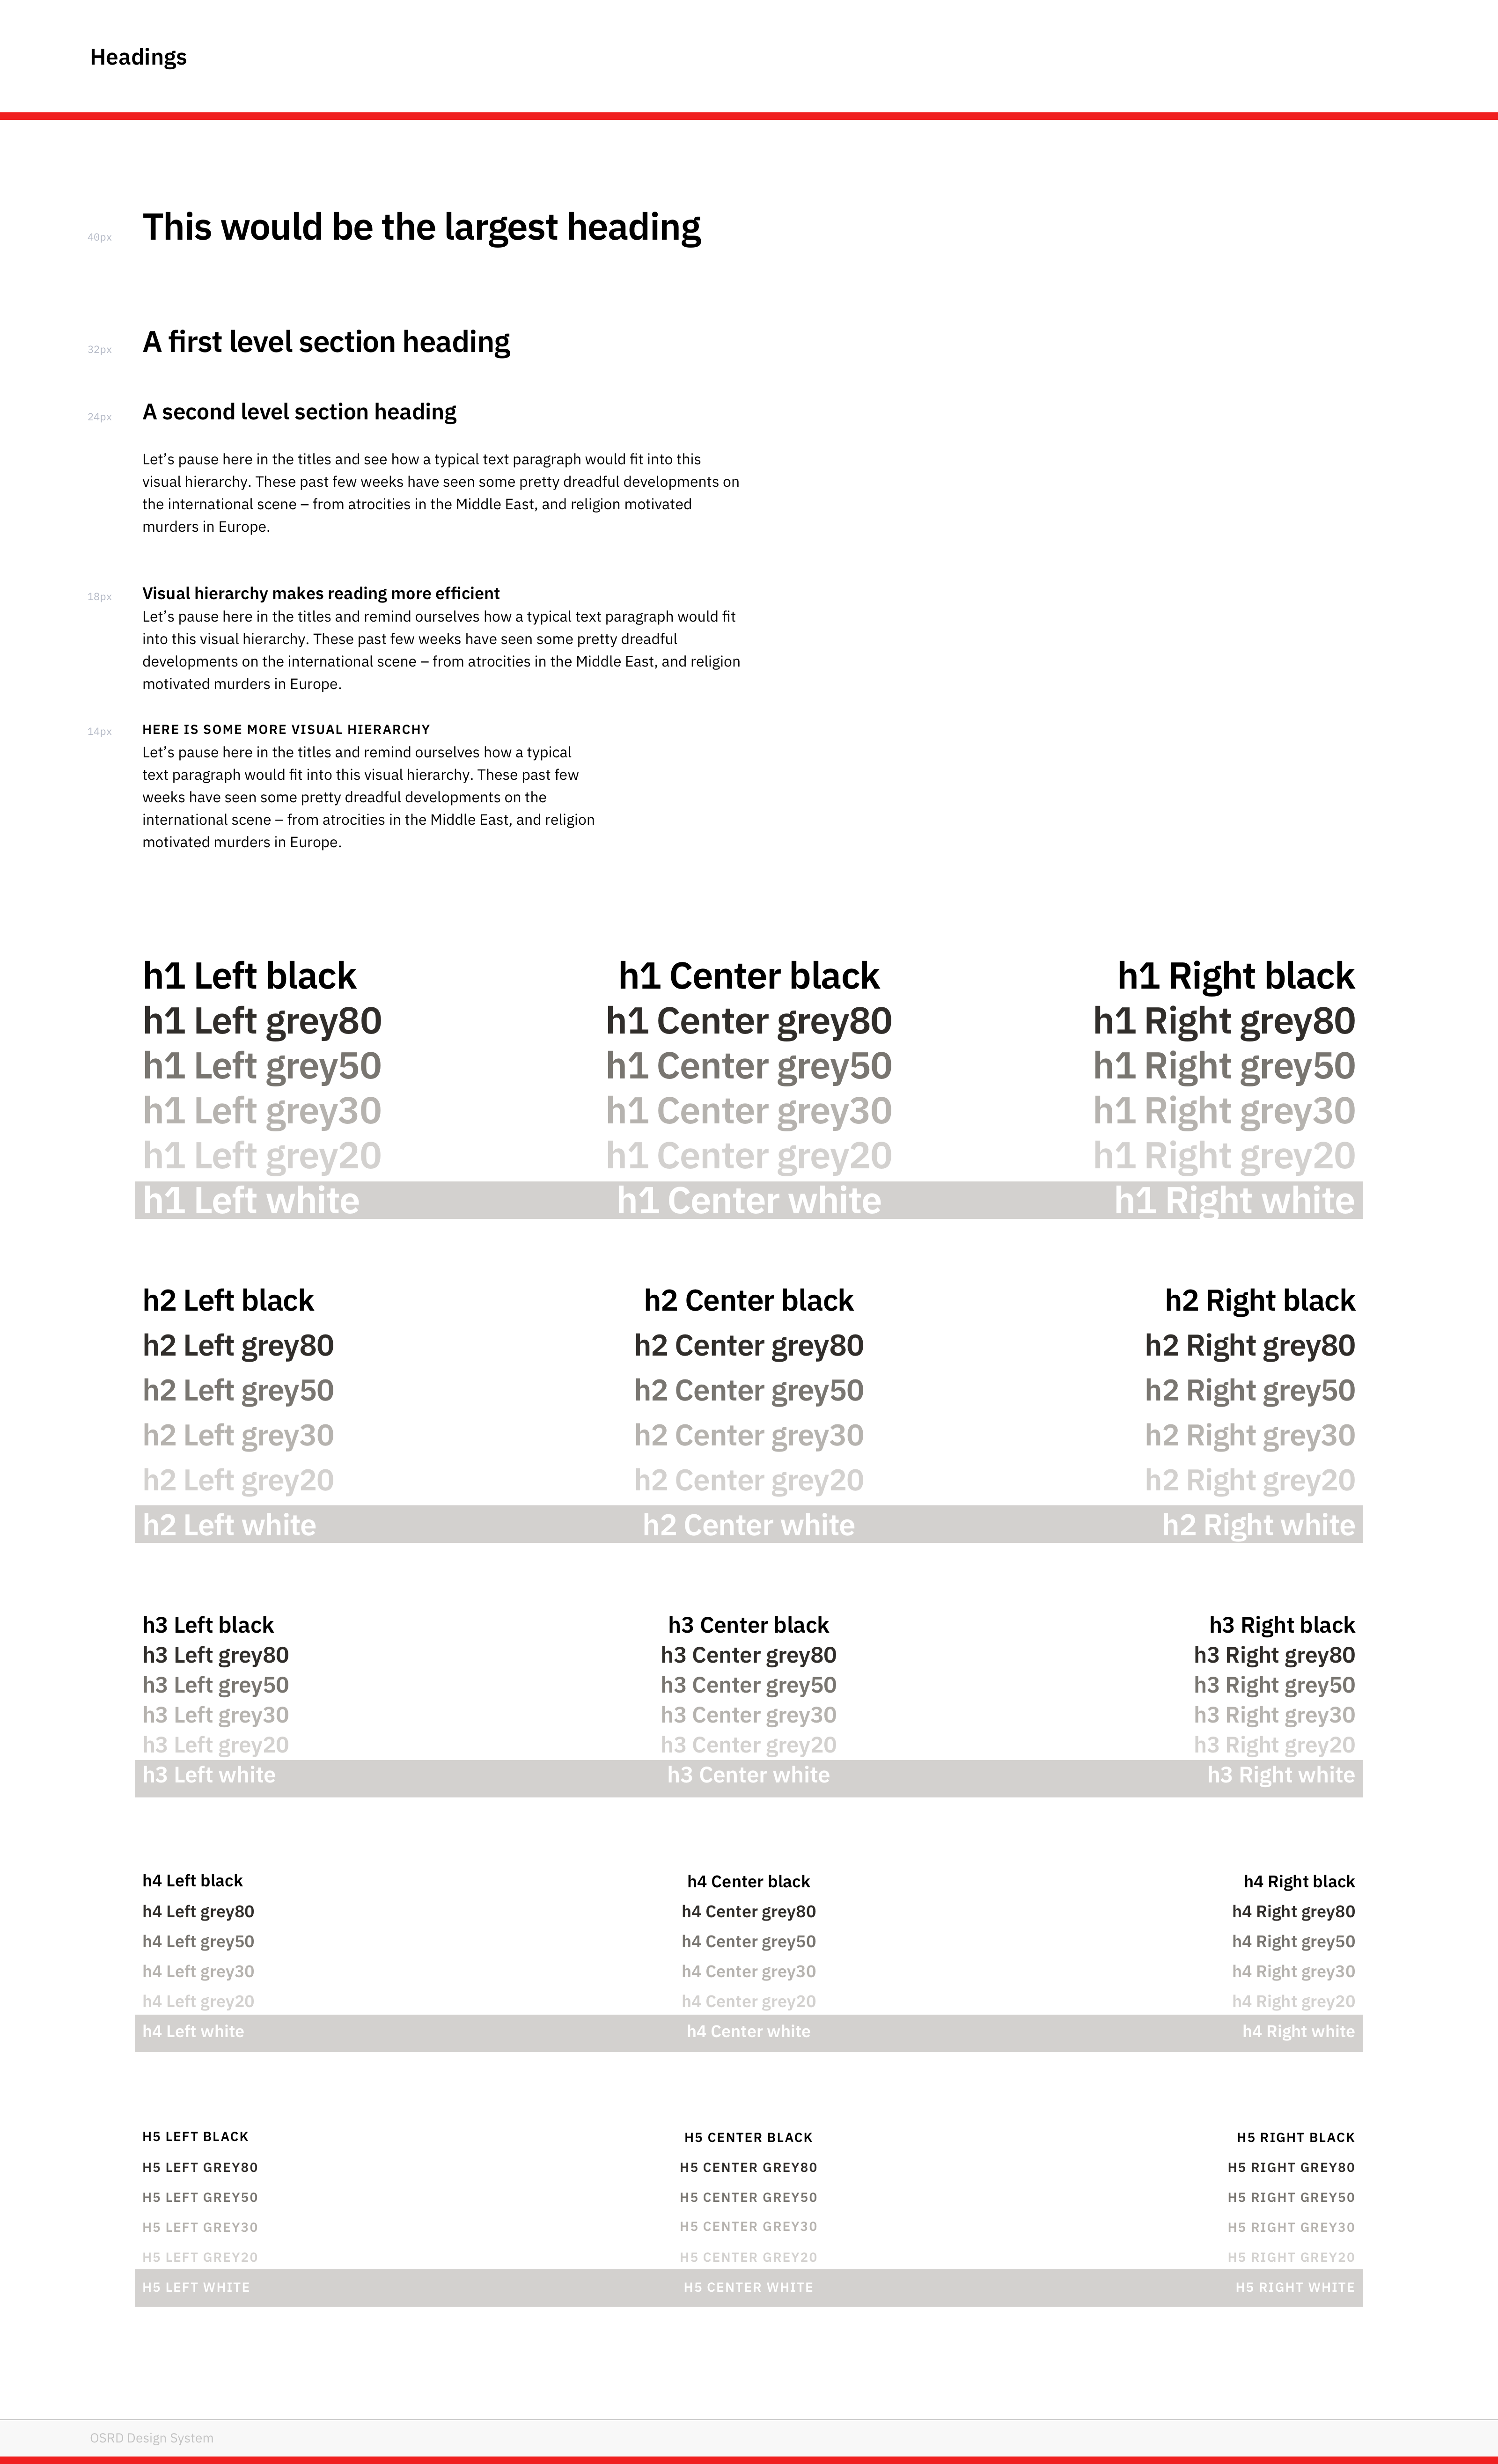 Headings
40px This would be the largest heading
32px A first level section heading
24px A second level section heading
Let’s pause here in the titles and see how a typical text paragraph would fit into this
visual hierarchy. These past few weeks have seen some pretty dreadful developments on
the international scene – from atrocities in the Middle East, and religion motivated
murders in Europe.
18px Visual hierarchy makes reading more efficient
Let’s pause here in the titles and remind ourselves how a typical text paragraph would fit
into this visual hierarchy. These past few weeks have seen some pretty dreadful
developments on the international scene – from atrocities in the Middle East, and religion
motivated murders in Europe.
14px HERE IS SOME MORE VISUAL HIERARCHY
Let’s pause here in the titles and remind ourselves how a typical
text paragraph would fit into this visual hierarchy. These past few
weeks have seen some pretty dreadful developments on the
international scene – from atrocities in the Middle East, and religion
motivated murders in Europe.
h1 Left black h1 Center black h1 Right black
h1 Left grey80 h1 Center grey80 h1 Right grey80
h1 Left grey50 h1 Center grey50 h1 Right grey50
h1 Left grey30 h1 Center grey30 h1 Right grey30
h1 Left grey20 h1 Center grey20 h1 Right grey20
h1 Left white h1 Center white h1 Right white
h2 Left black h2 Center black h2 Right black
h2 Left grey80 h2 Center grey80 h2 Right grey80
h2 Left grey50 h2 Center grey50 h2 Right grey50
h2 Left grey30 h2 Center grey30 h2 Right grey30
h2 Left grey20 h2 Center grey20 h2 Right grey20
h2 Left white h2 Center white h2 Right white
h3 Left black h3 Center black h3 Right black
h3 Left grey80 h3 Center grey80 h3 Right grey80
h3 Left grey50 h3 Center grey50 h3 Right grey50
h3 Left grey30 h3 Center grey30 h3 Right grey30
h3 Left grey20 h3 Center grey20 h3 Right grey20
h3 Left white h3 Center white h3 Right white
h4 Left black h4 Center black h4 Right black
h4 Left grey80 h4 Center grey80 h4 Right grey80
h4 Left grey50 h4 Center grey50 h4 Right grey50
h4 Left grey30 h4 Center grey30 h4 Right grey30
h4 Left grey20 h4 Center grey20 h4 Right grey20
h4 Left white h4 Center white h4 Right white
H5 LEFT BLACK H5 CENTER BLACK H5 RIGHT BLACK
H5 LEFT GREY80 H5 CENTER GREY80 H5 RIGHT GREY80
H5 LEFT GREY50 H5 CENTER GREY50 H5 RIGHT GREY50
H5 LEFT GREY30 H5 CENTER GREY30 H5 RIGHT GREY30
H5 LEFT GREY20 H5 CENTER GREY20 H5 RIGHT GREY20
H5 LEFT WHITE H5 CENTER WHITE H5 RIGHT WHITE
OSRD Design System